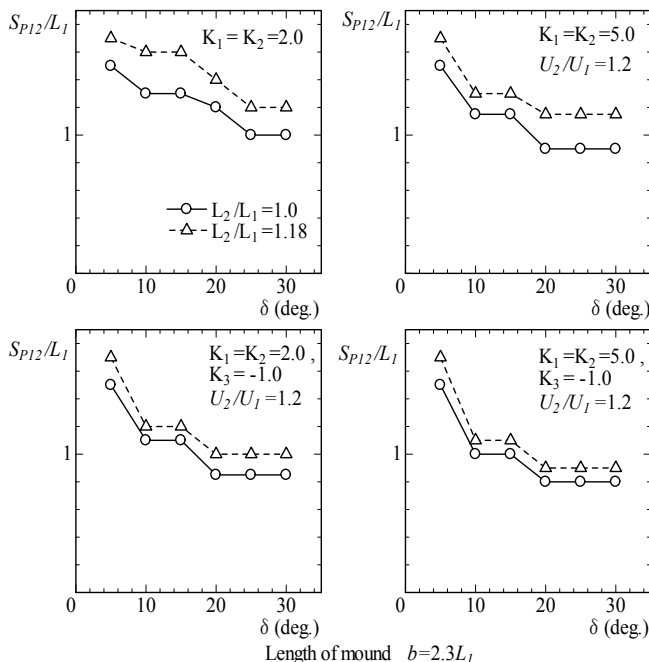 S_P12/L_1
K_1 = K_2=2.0
1
L_2/L_1=1.0
L_2/L_1=1.18
0 10 20 30
δ (deg.)
S_P12/L_1
K_1=K_2=5.0
U_2/U_1=1.2
1
0 10 20 30
δ (deg.)
S_P12/L_1
K_1=K_2=2.0 ,
K_3= -1.0
U_2/U_1=1.2
1
0 10 20 30
δ (deg.)
S_P12/L_1
K_1=K_2=5.0 ,
K_3= -1.0
U_2/U_1=1.2
1
0 10 20 30
δ (deg.)
Length of mound b=2.3L_1